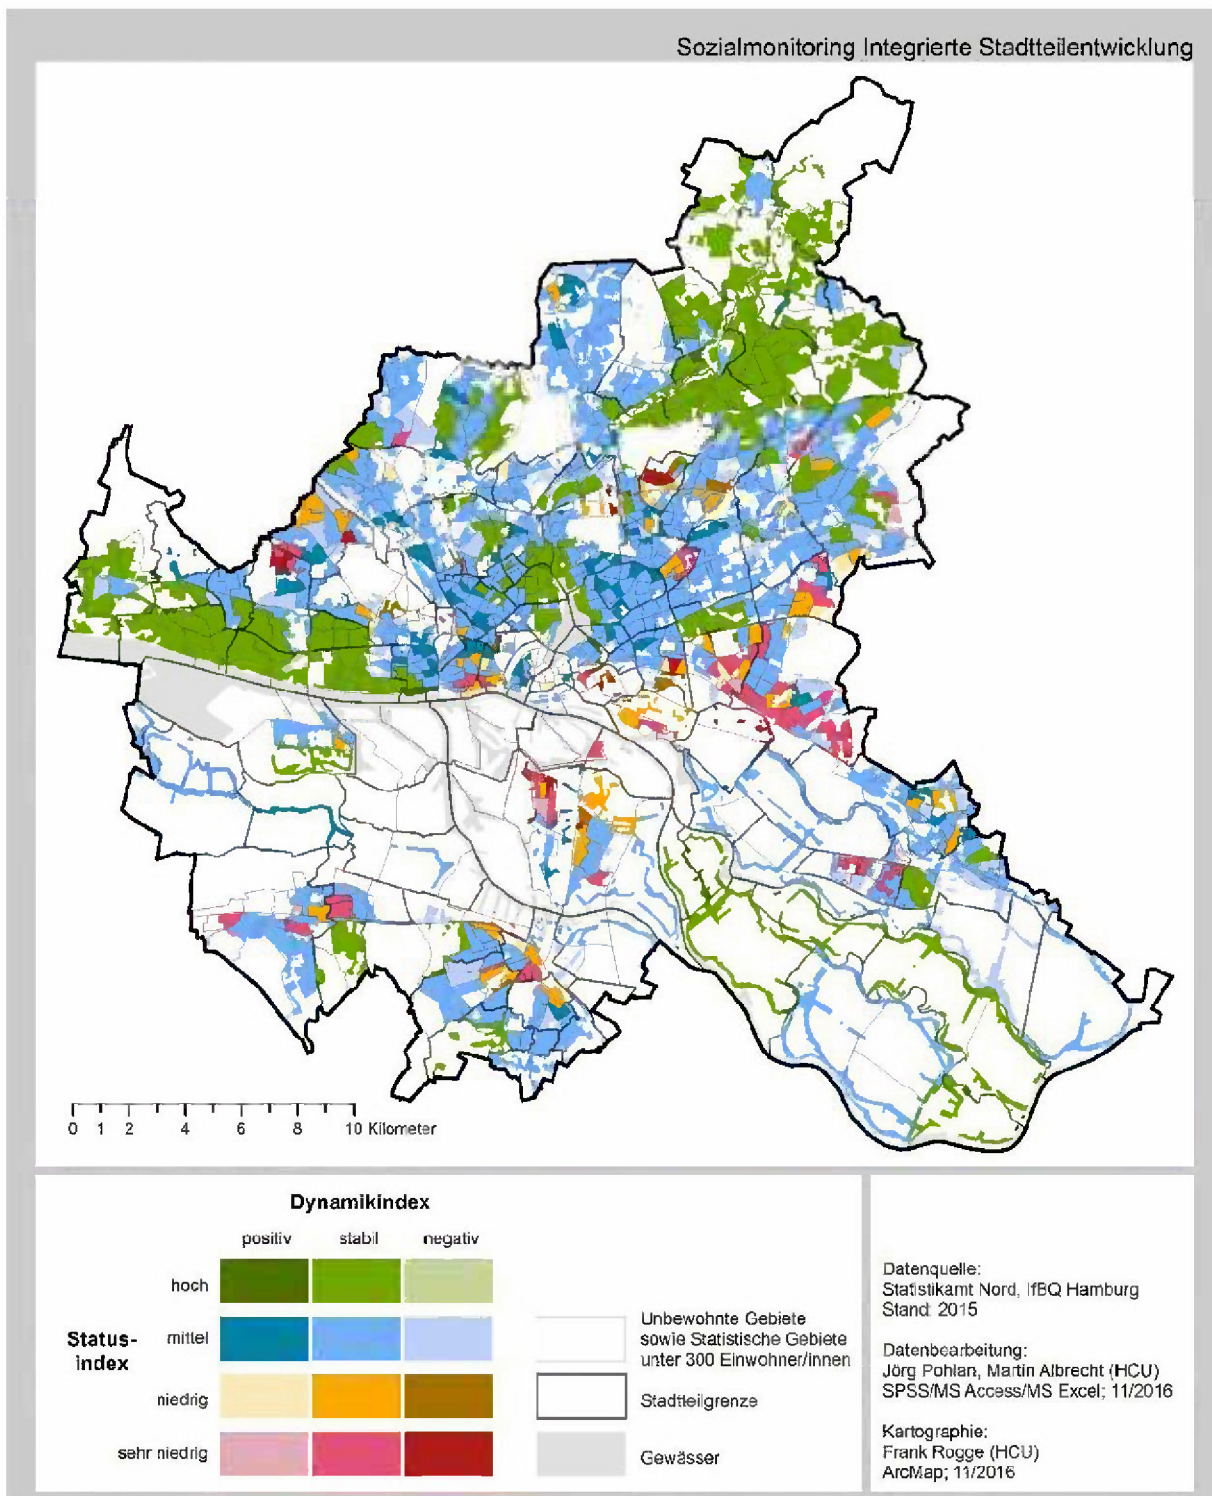 Sozialmonitoring Integrierte Stadtteilentwicklung
0 1 2 4 6 8 10 Kilometer
Dynamikindex
positiv stabil negativ
hoch
mittel
Status-
index
niedrig
sehr niedrig
Unbewohnte Gebiete
sowie Statistische Gebiete
unter 300 Einwohner/innen
Stadtteilgrenze
Gewässer
Datenquelle:
Statistikamt Nord, IfBQ Hamburg
Stand: 2015
Datenbearbeitung:
Jörg Pohlan, Martin Albrecht (HCU)
SPSS/MS Access/MS Excel; 11/2016
Kartographie:
Frank Rogge (HCU)
ArcMap; 11/2016